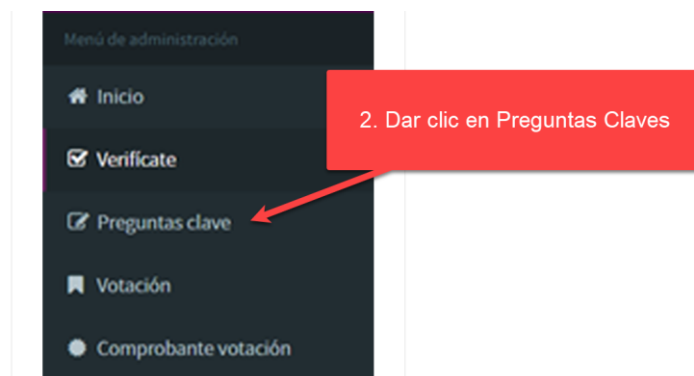 Menú de administración
Inicio
2. Dar clic en Preguntas Claves
Verifícate
Preguntas clave
Votación
Comprobante votación